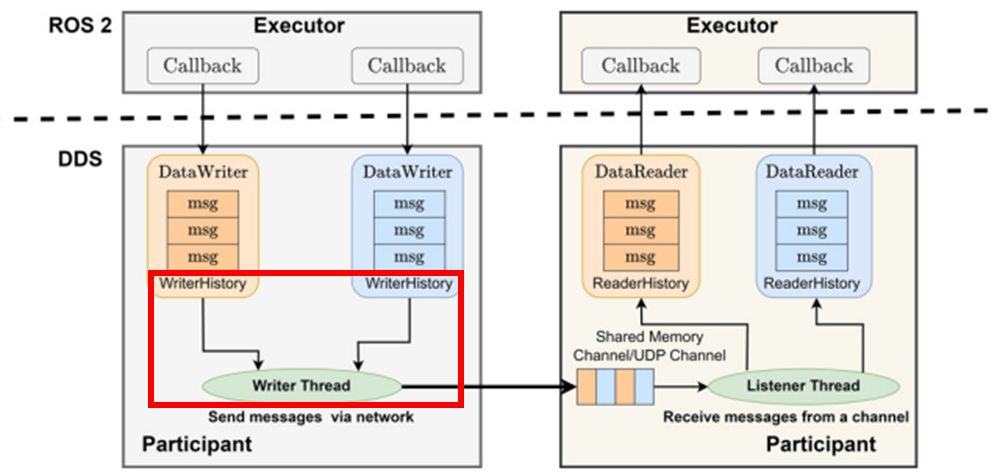 ROS 2
Executor
Callback
Callback
Executor
Callback
Callback
DDS
DataWriter
msg
msg
msg
WriterHistory
DataWriter
msg
msg
msg
WriterHistory
Writer Thread
Send messages via network
Participant
DataReader
msg
msg
msg
ReaderHistory
DataReader
msg
msg
msg
ReaderHistory
Shared Memory
Channel/UDP Channel
Listener Thread
Receive messages from a channel
Participant